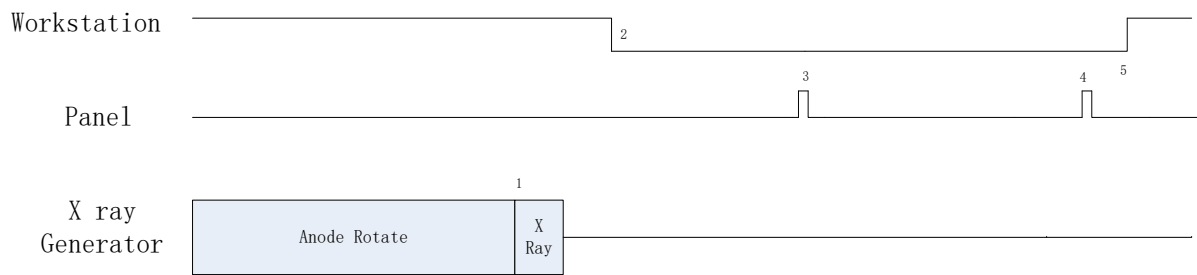 Workstation
2
3
4
5
Panel
1
X ray
Generator
Anode Rotate
X
Ray